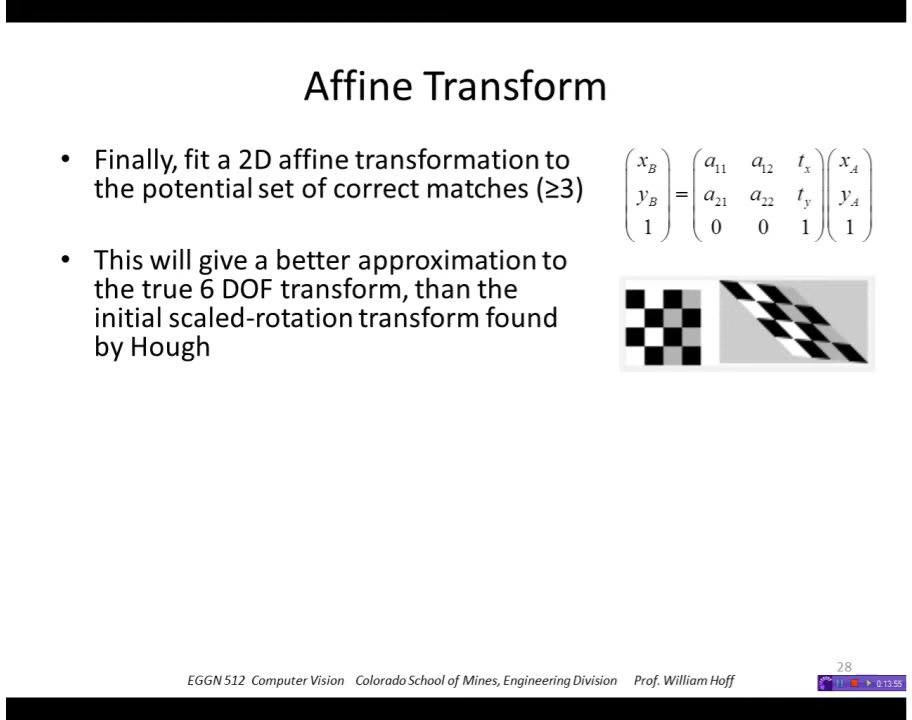 Affine Transform
• Finally, fit a 2D affine transformation to
the potential set of correct matches (≥3)
• This will give a better approximation to
the true 6 DOF transform, than the
initial scaled-rotation transform found
by Hough
x_B a_11 a_12 t_x x_A
y_B = a_21 a_22 t_y y_A
1 0 0 1 1
EGGN 512 Computer Vision Colorado School of Mines, Engineering Division Prof. William Hoff
28
0:13:55